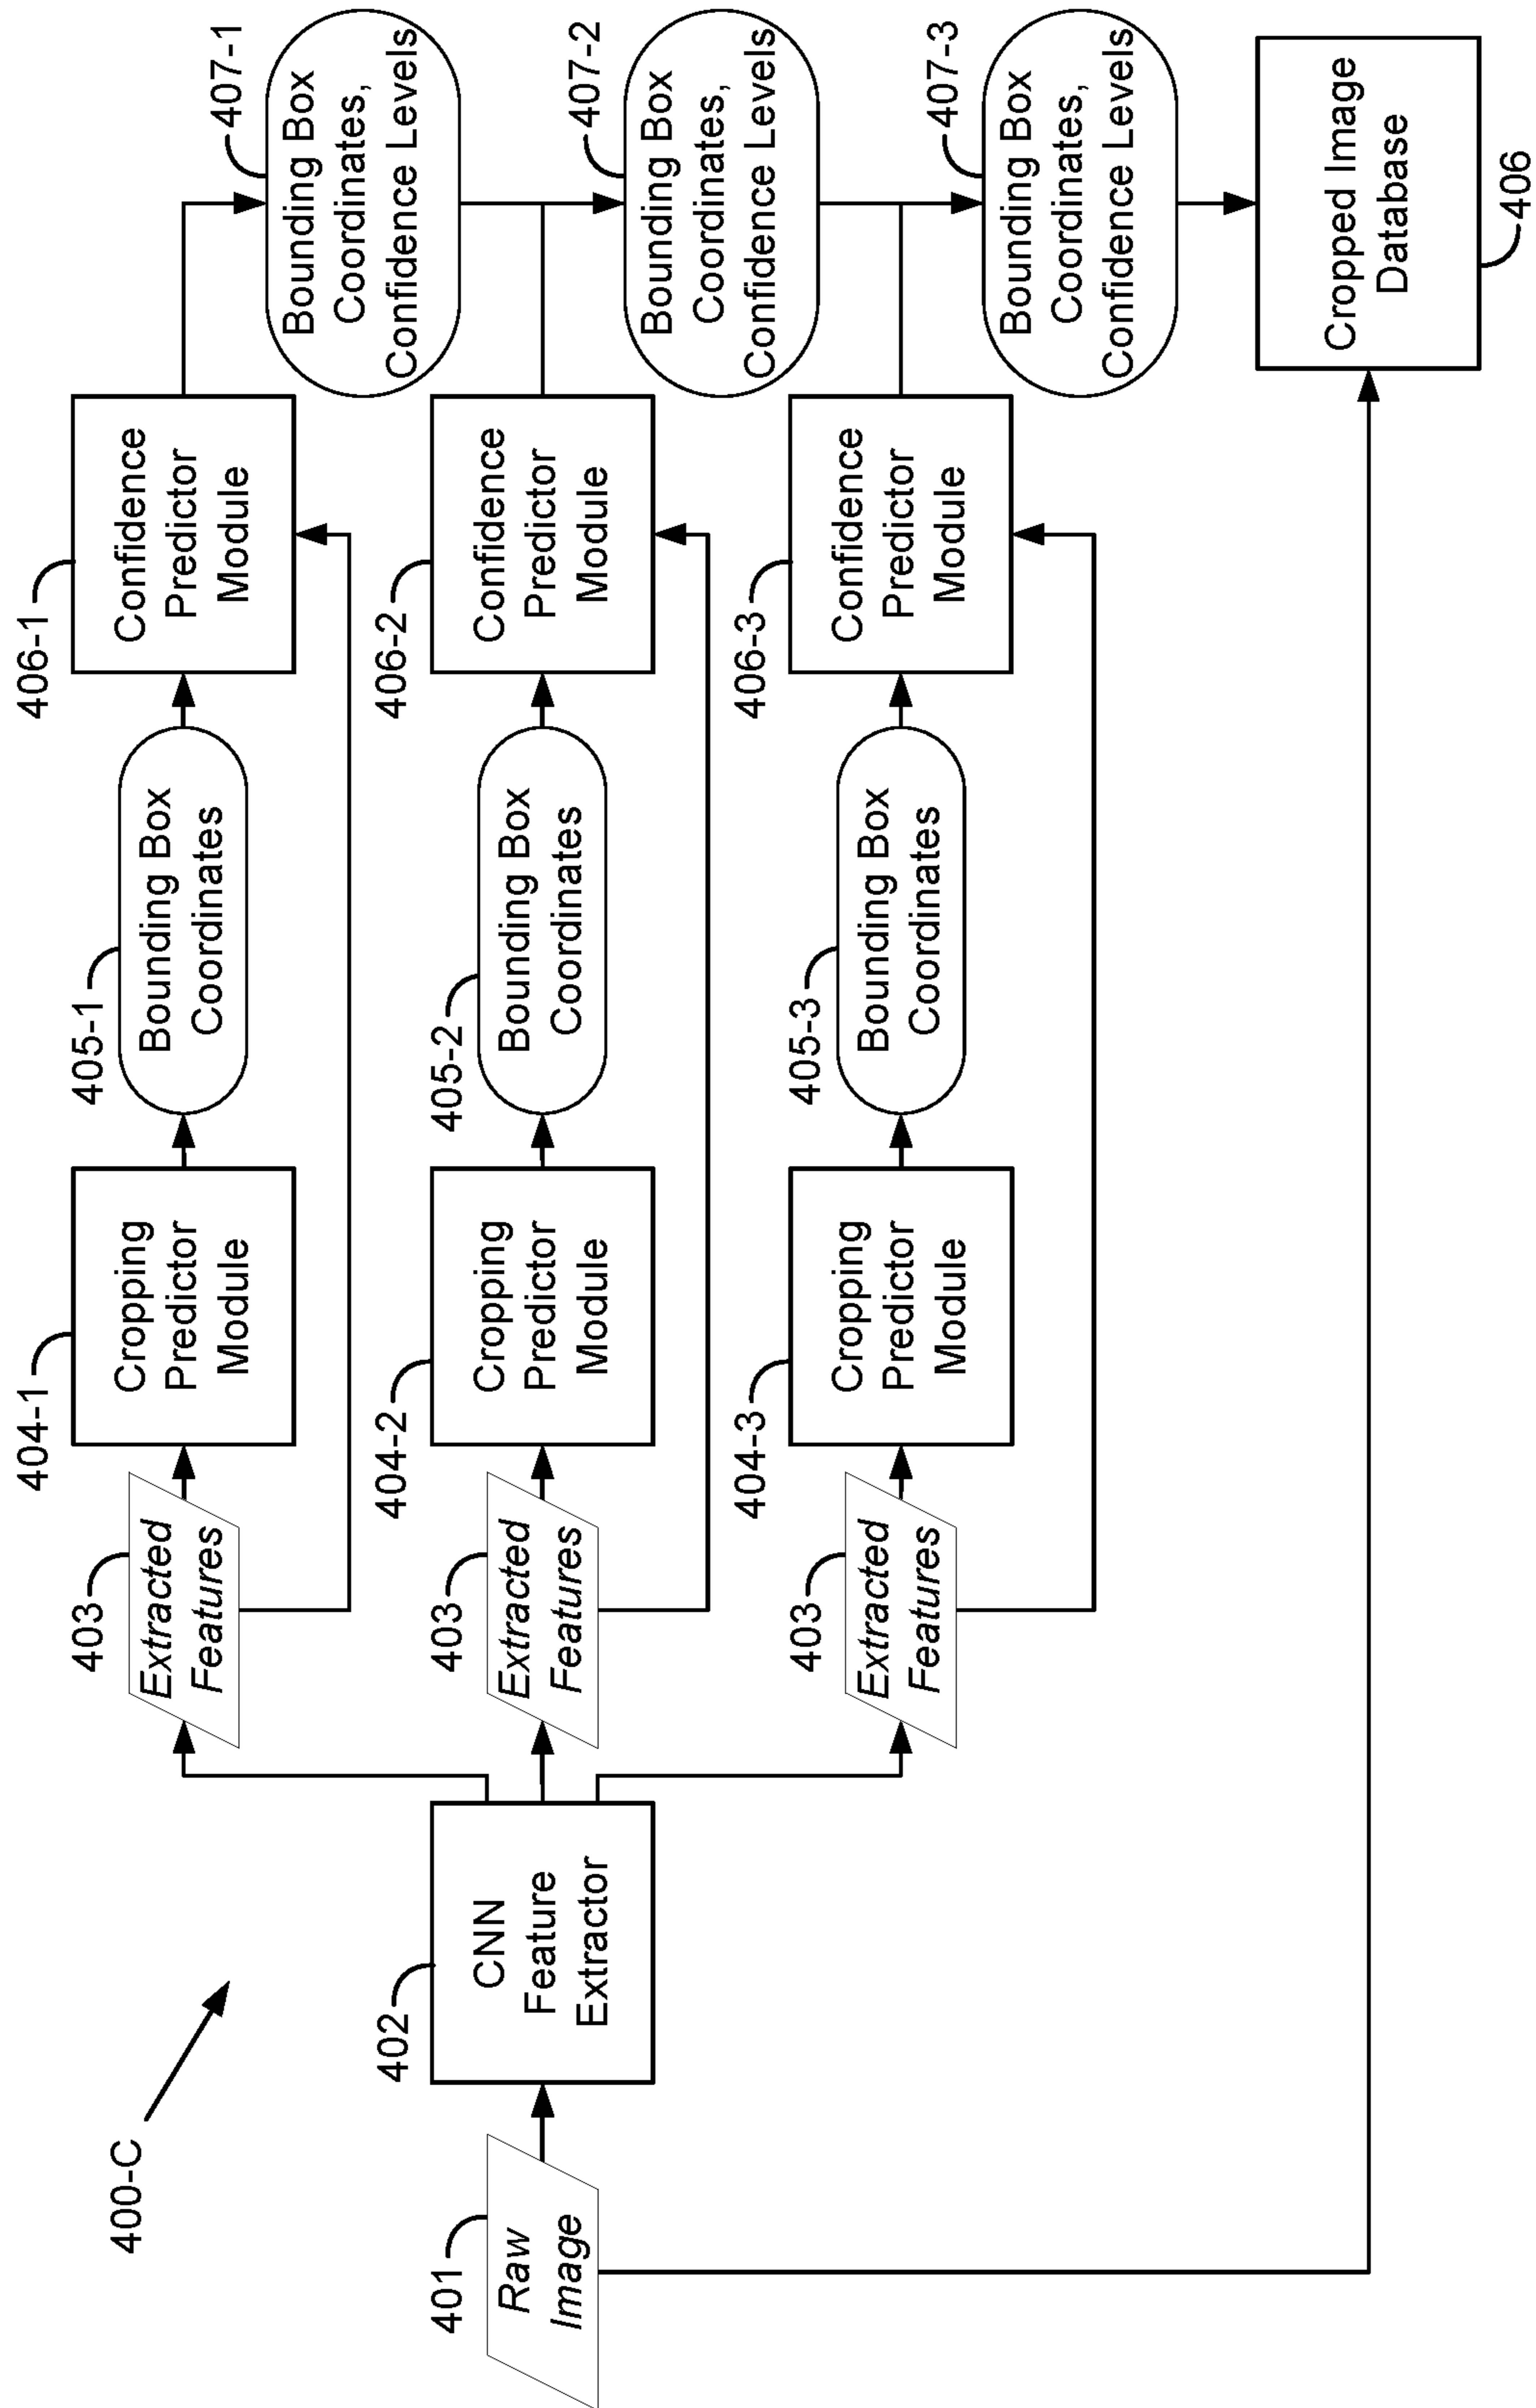 400-C
401
Raw
Image
402
CNN
Feature
Extractor
403
Extracted
Features
404-1
Cropping
Predictor
Module
405-1
Bounding Box
Coordinates
406-1
Confidence
Predictor
Module
407-1
Bounding Box
Coordinates,
Confidence Levels
403
Extracted
Features
404-2
Cropping
Predictor
Module
405-2
Bounding Box
Coordinates
406-2
Confidence
Predictor
Module
407-2
Bounding Box
Coordinates,
Confidence Levels
403
Extracted
Features
404-3
Cropping
Predictor
Module
405-3
Bounding Box
Coordinates
406-3
Confidence
Predictor
Module
407-3
Bounding Box
Coordinates,
Confidence Levels
Cropped Image
Database
406